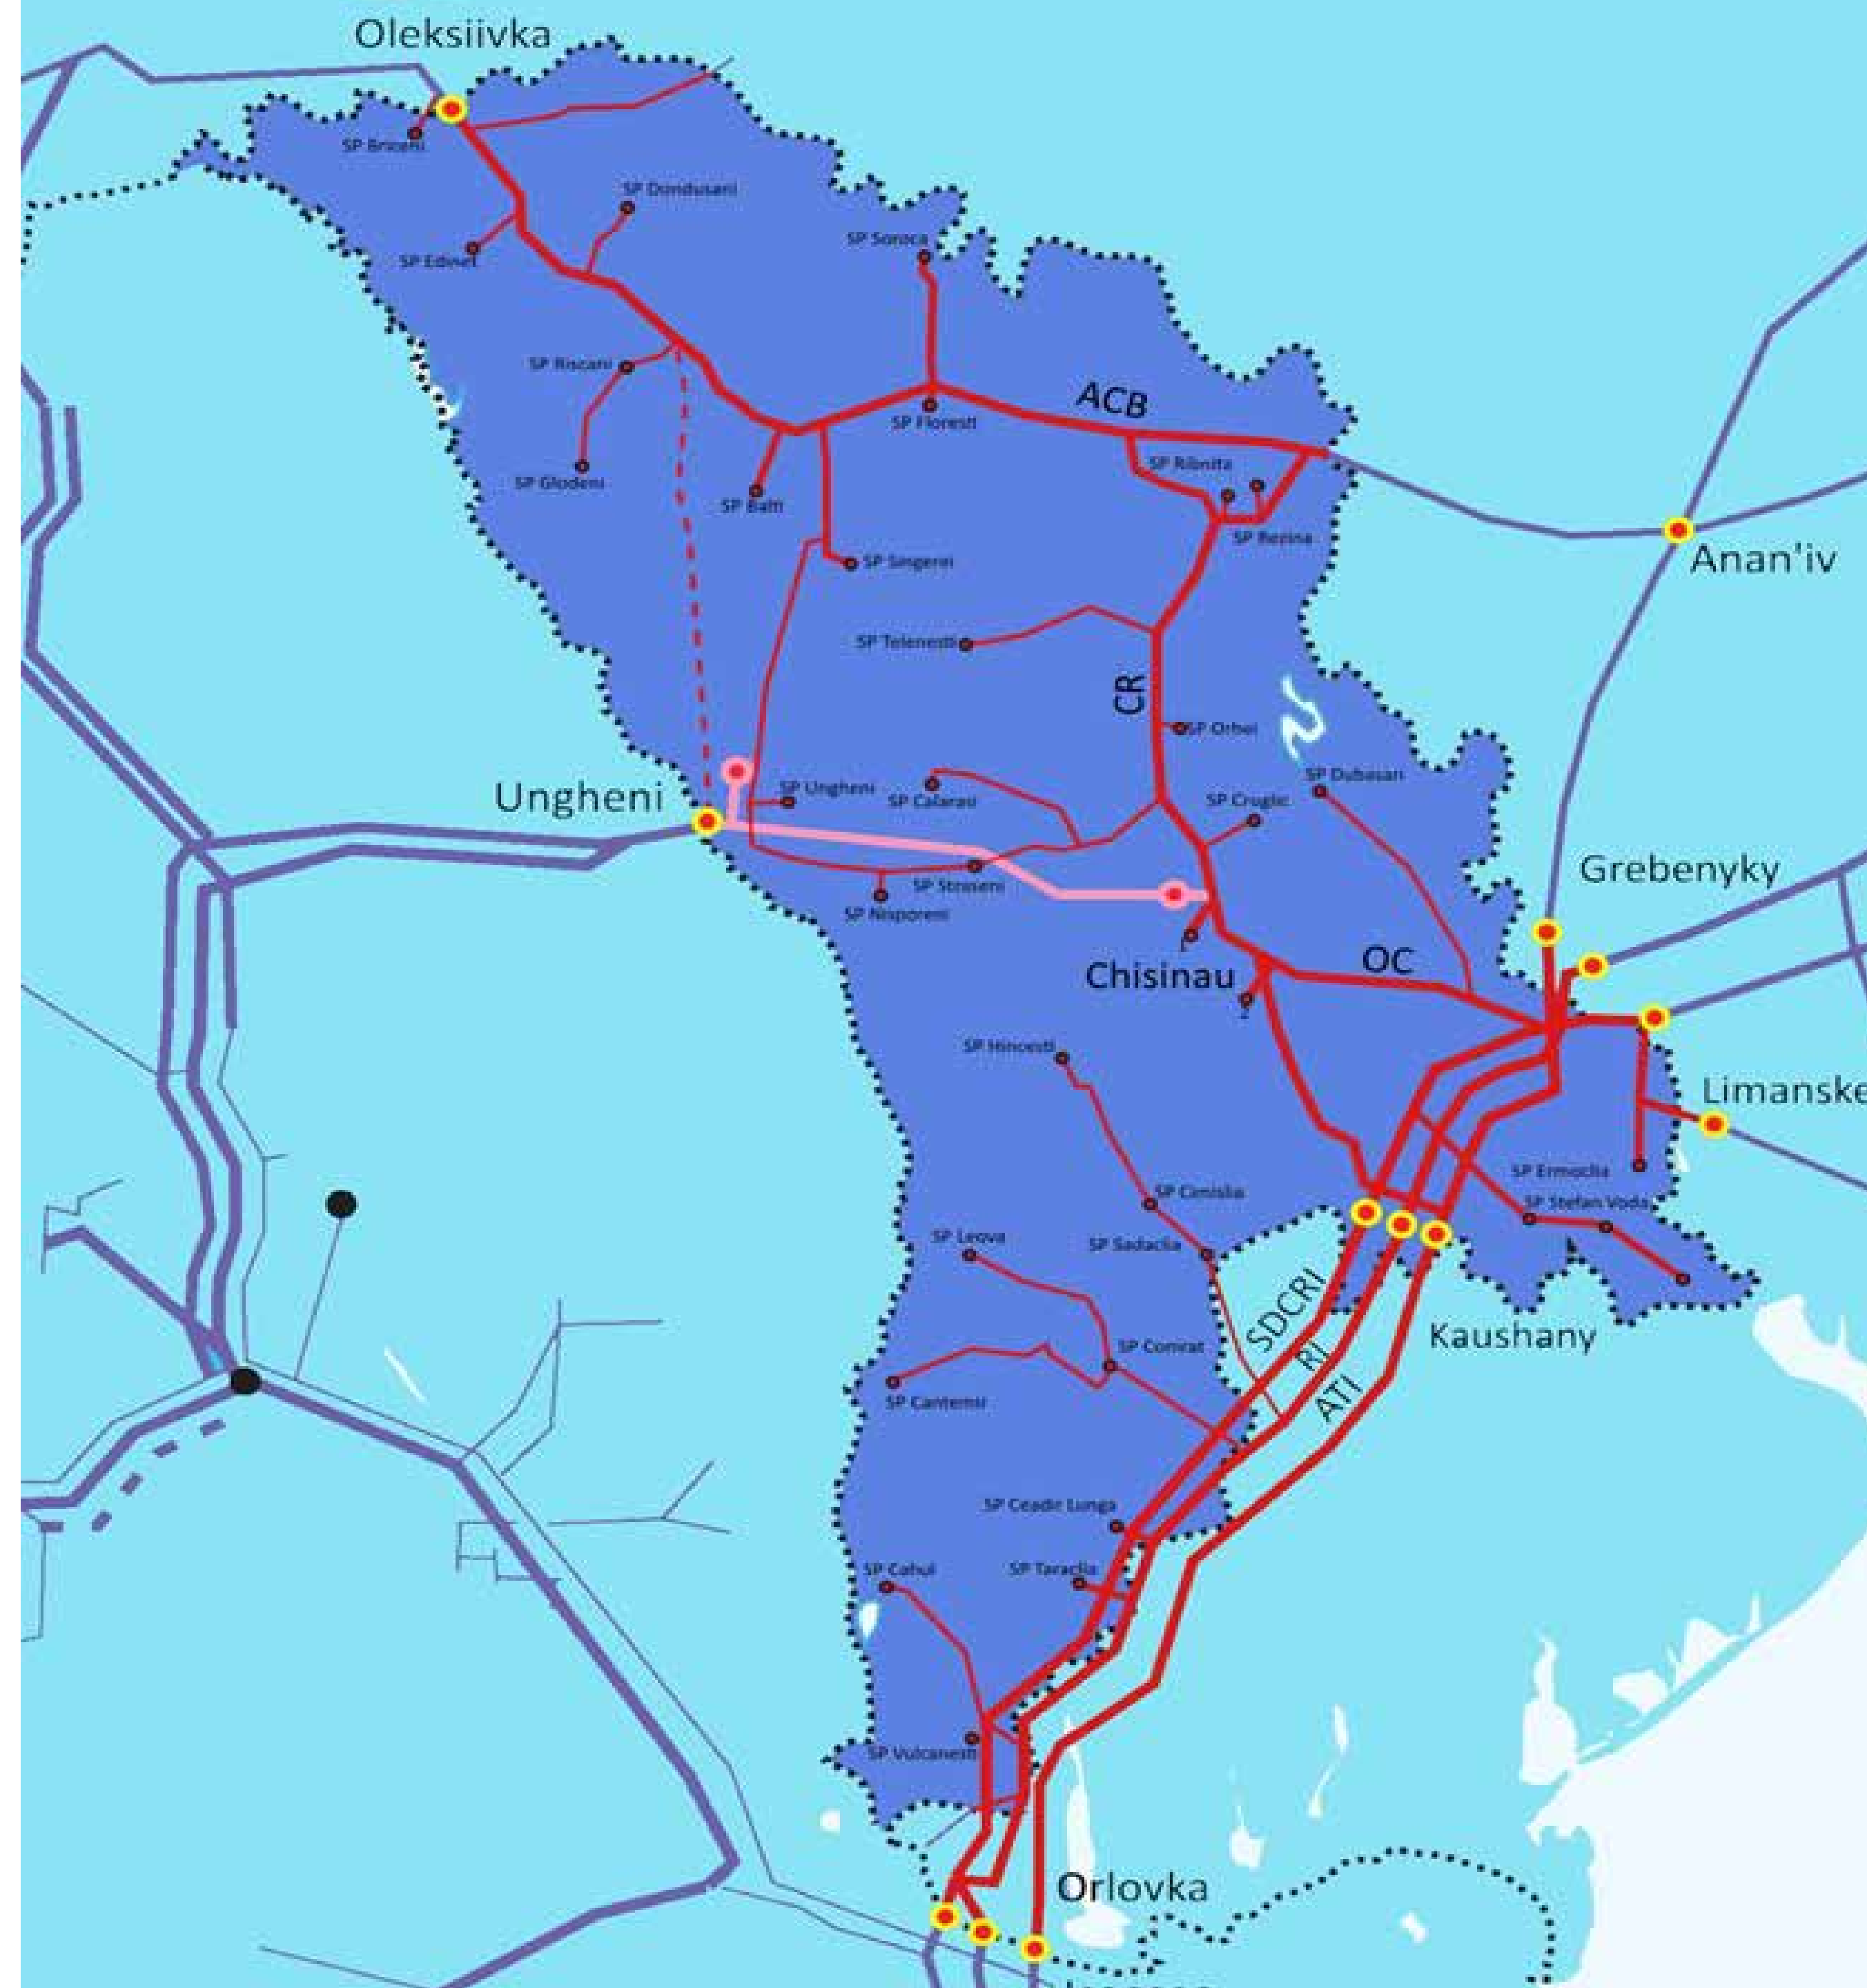 Oleksiivka
SP Briceni
SP Dondusani
SP Soroca
SP Edinet
SP Riscani
ACB
SP Floresti
SP Ribnita
SP Glodeni
SP Balti
SP Rezina
SP Singerei
Anan'iv
SP Telenesti
CR
SP Orhei
SP Dubasari
Ungheni
SP Ungheni
SP Calarasi
SP Cruglic
Grebenyky
SP Straseni
SP Nisporeni
1
Chisinau
OC
2
SP Hincesti
Limanske
SP Ermoclia
SP Cimislia
SP Stefan Voda
SP Leova
SP Sadaclia
SDCRI
RI
ATI
Kaushany
SP Comrat
SP Cantemir
SP Ceadir Lunga
SP Cahul
SP Taraclia
SP Vulcanesti
Orlovka